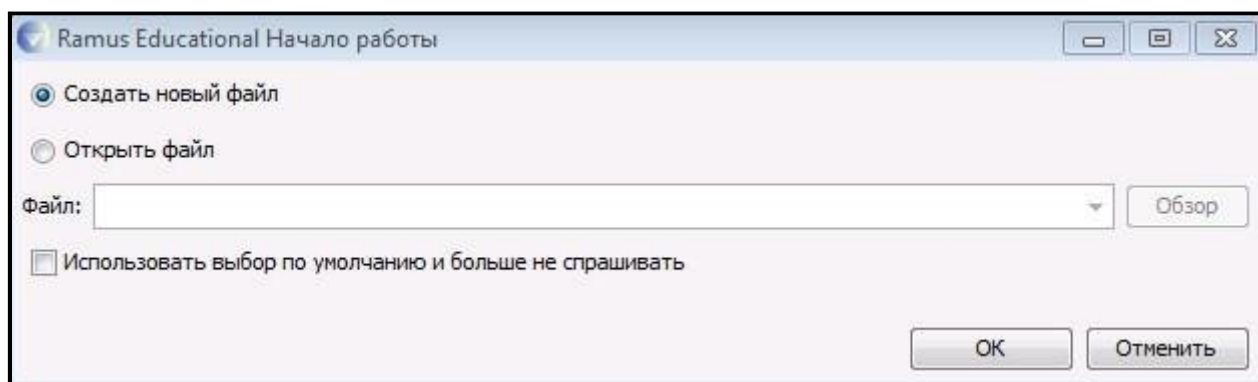 Ramus Educational Начало работы
Создать новый файл
Открыть файл
Файл: Обзор
Использовать выбор по умолчанию и больше не спрашивать
OK Отменить